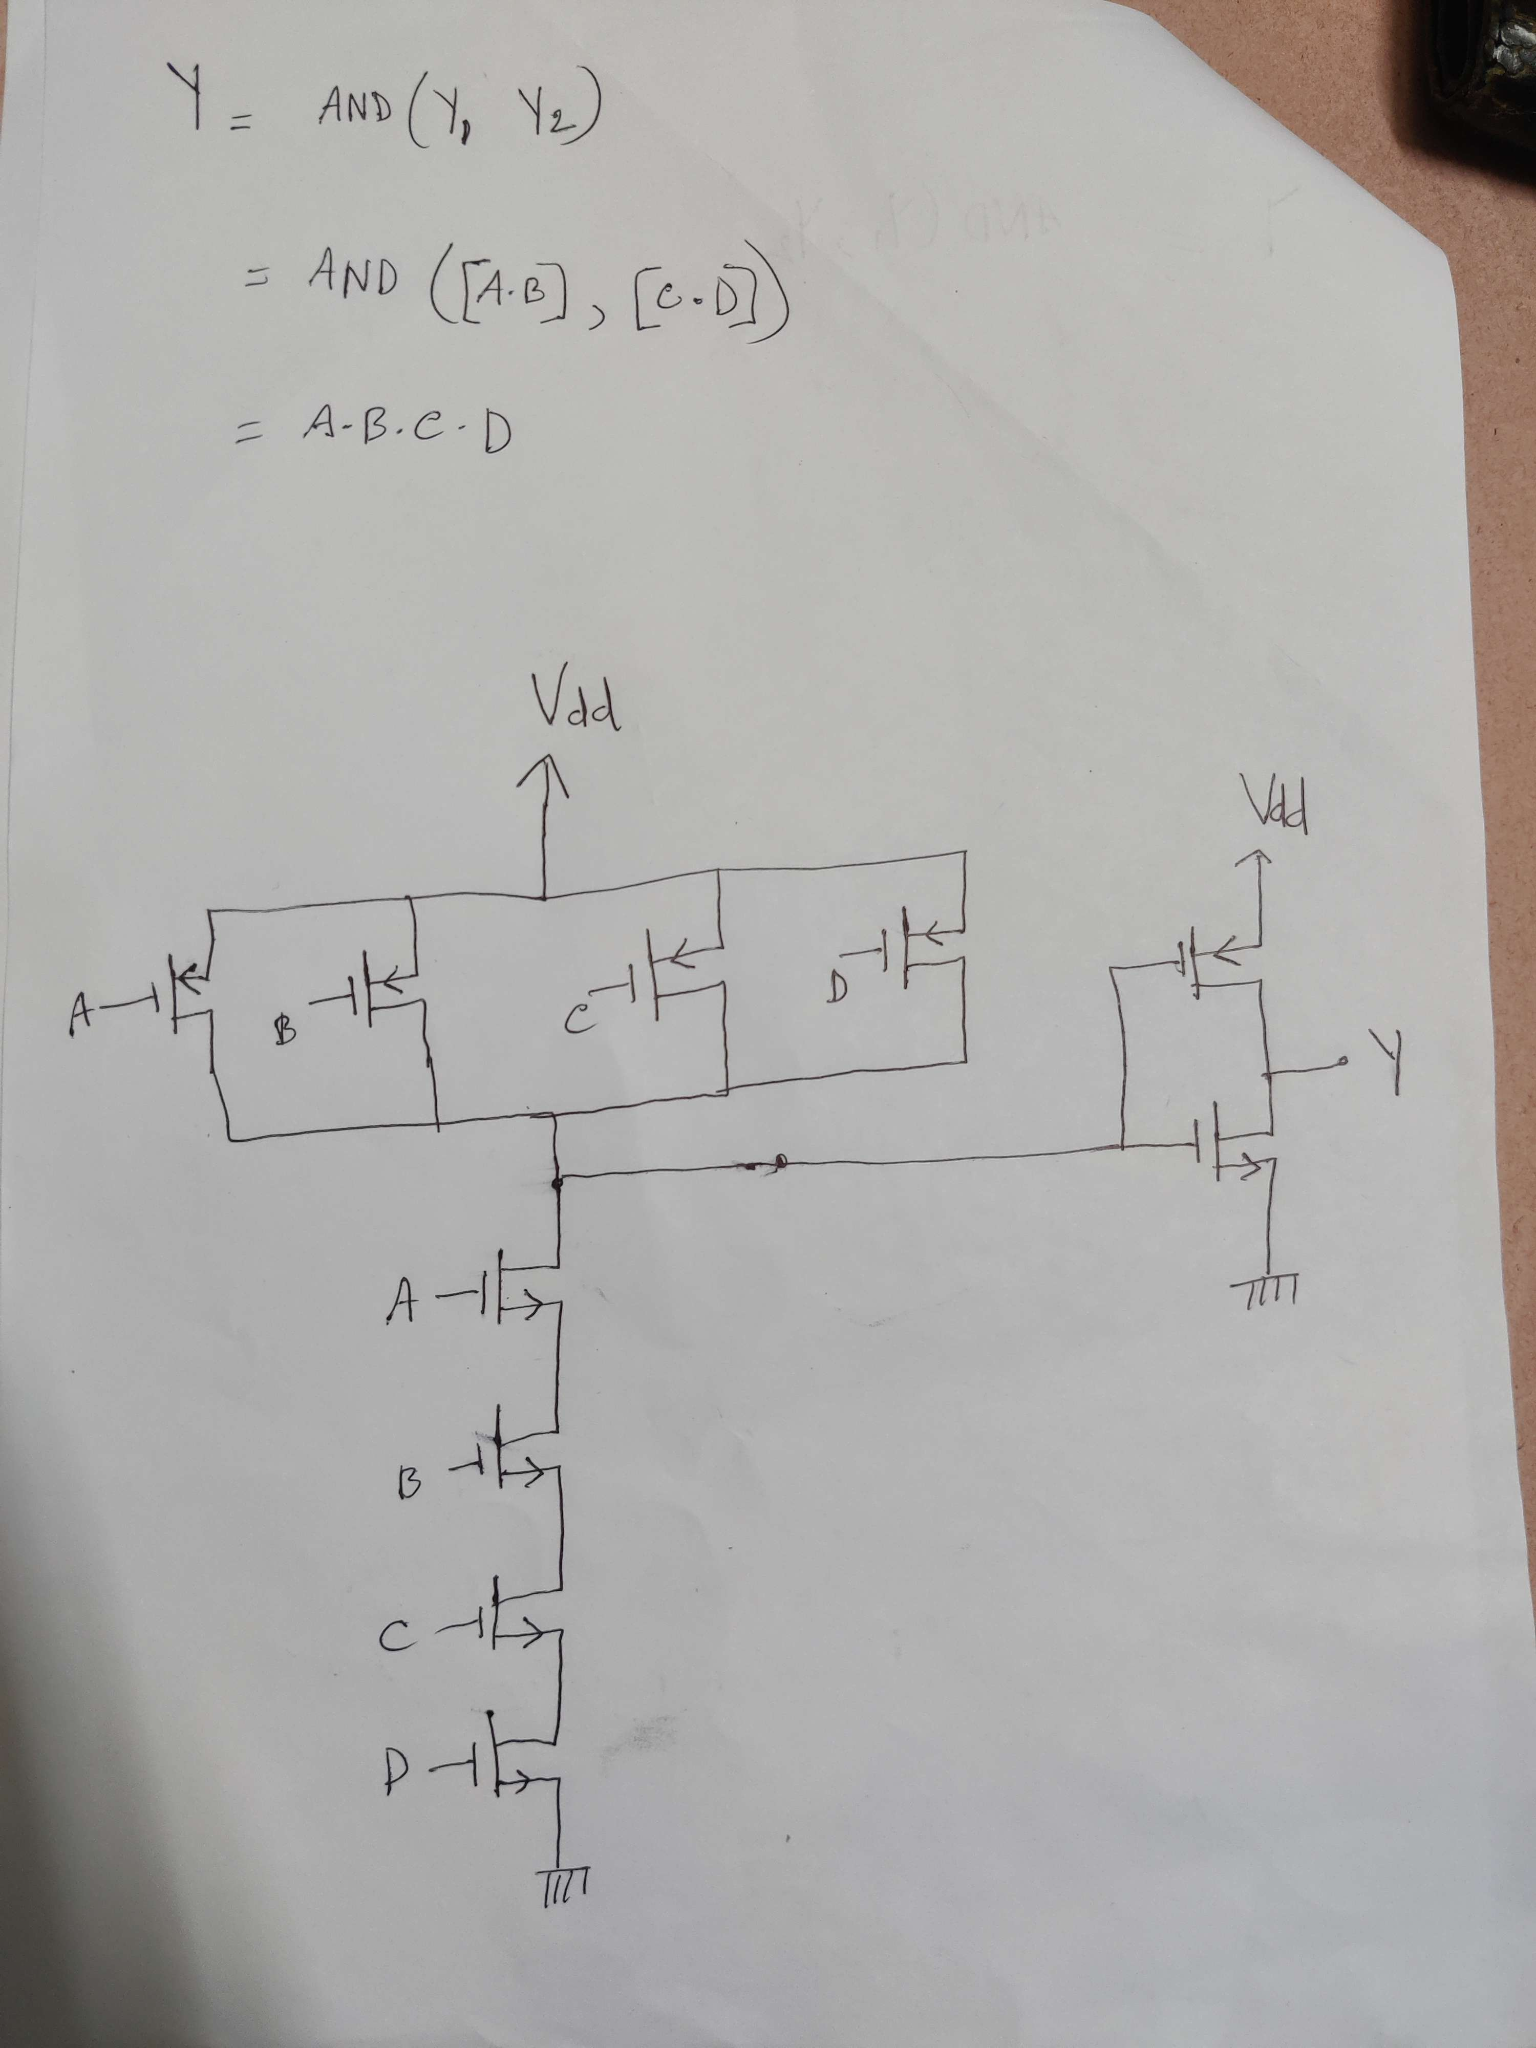 Y = AND (Y1 Y2)
= AND ([A.B], [C.D])
= A.B.C.D
Vdd
Vdd
A
B
C
D
Y
A
B
C
D